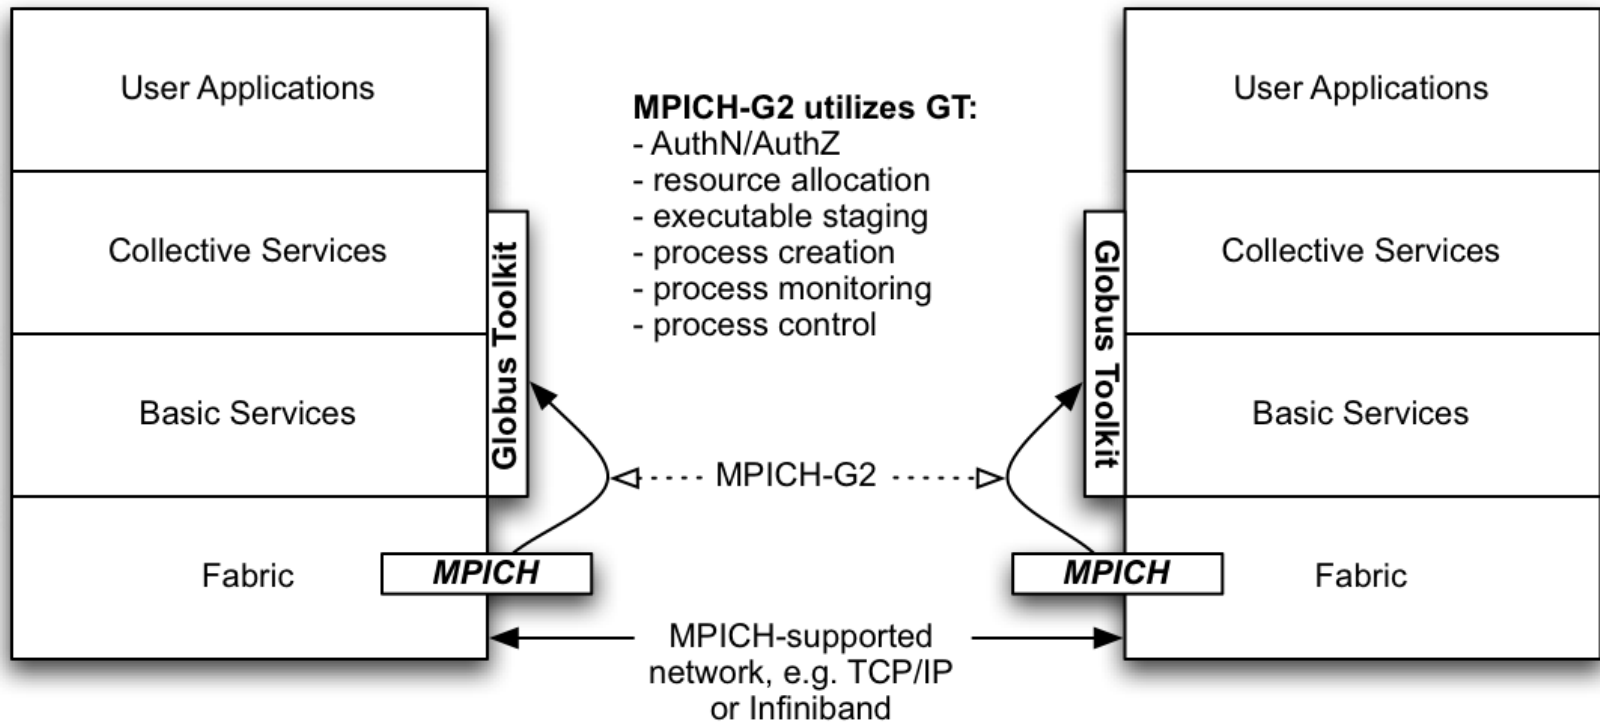 User Applications
Collective Services
Basic Services
Fabric
Globus Toolkit
MPICH
MPICH-G2 utilizes GT:
- AuthN/AuthZ
- resource allocation
- executable staging
- process creation
- process monitoring
- process control
MPICH-G2
MPICH-supported
network, e.g. TCP/IP
or Infiniband
User Applications
Collective Services
Basic Services
Fabric
Globus Toolkit
MPICH